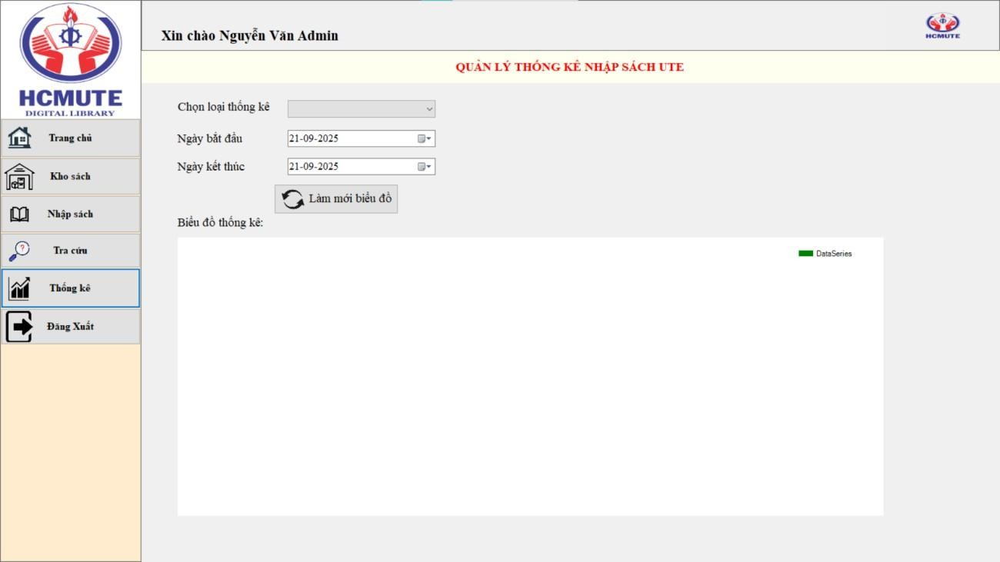 HCMUTE
DIGITAL LIBRARY
Xin chào Nguyễn Văn Admin
HCMUTE
QUẢN LÝ THỐNG KÊ NHẬP SÁCH UTE
Trang chủ
Kho sách
Nhập sách
?
Tra cứu
Thống kê
Đăng Xuất
Chọn loại thống kê
Ngày bắt đầu
21-09-2025
Ngày kết thúc
21-09-2025
Làm mới biểu đồ
Biểu đồ thống kê:
DataSeries